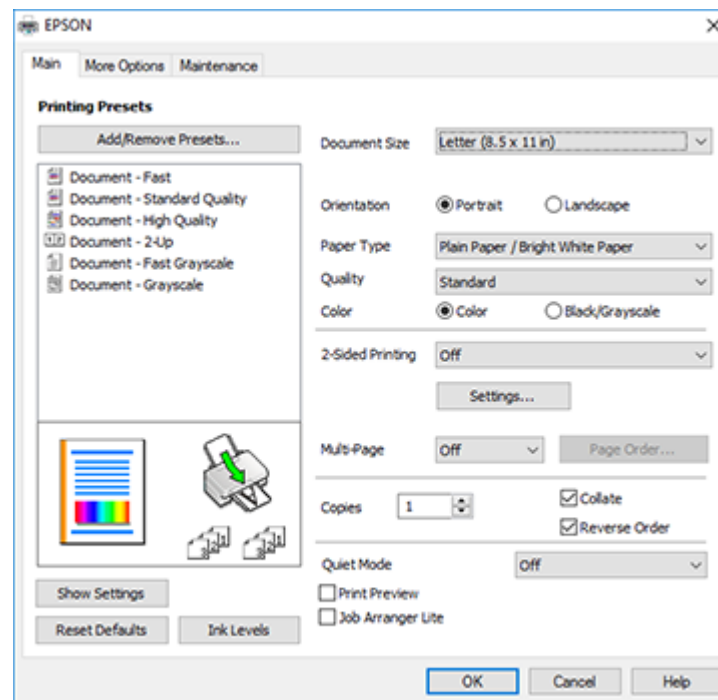 EPSON
Main More Options Maintenance
Printing Presets
Add/Remove Presets...
Document - Fast
Document - Standard Quality
Document - High Quality
Document - 2-Up
Document - Fast Grayscale
Document - Grayscale
Show Settings
Reset Defaults Ink Levels
Document Size Letter (8.5 x 11 in)
Orientation Portrait Landscape
Paper Type Plain Paper / Bright White Paper
Quality Standard
Color Color Black/Grayscale
2-Sided Printing Off
Settings...
Multi-Page Off Page Order...
Copies 1 Collate
Reverse Order
Quiet Mode Off
Print Preview
Job Arranger Lite
OK Cancel Help